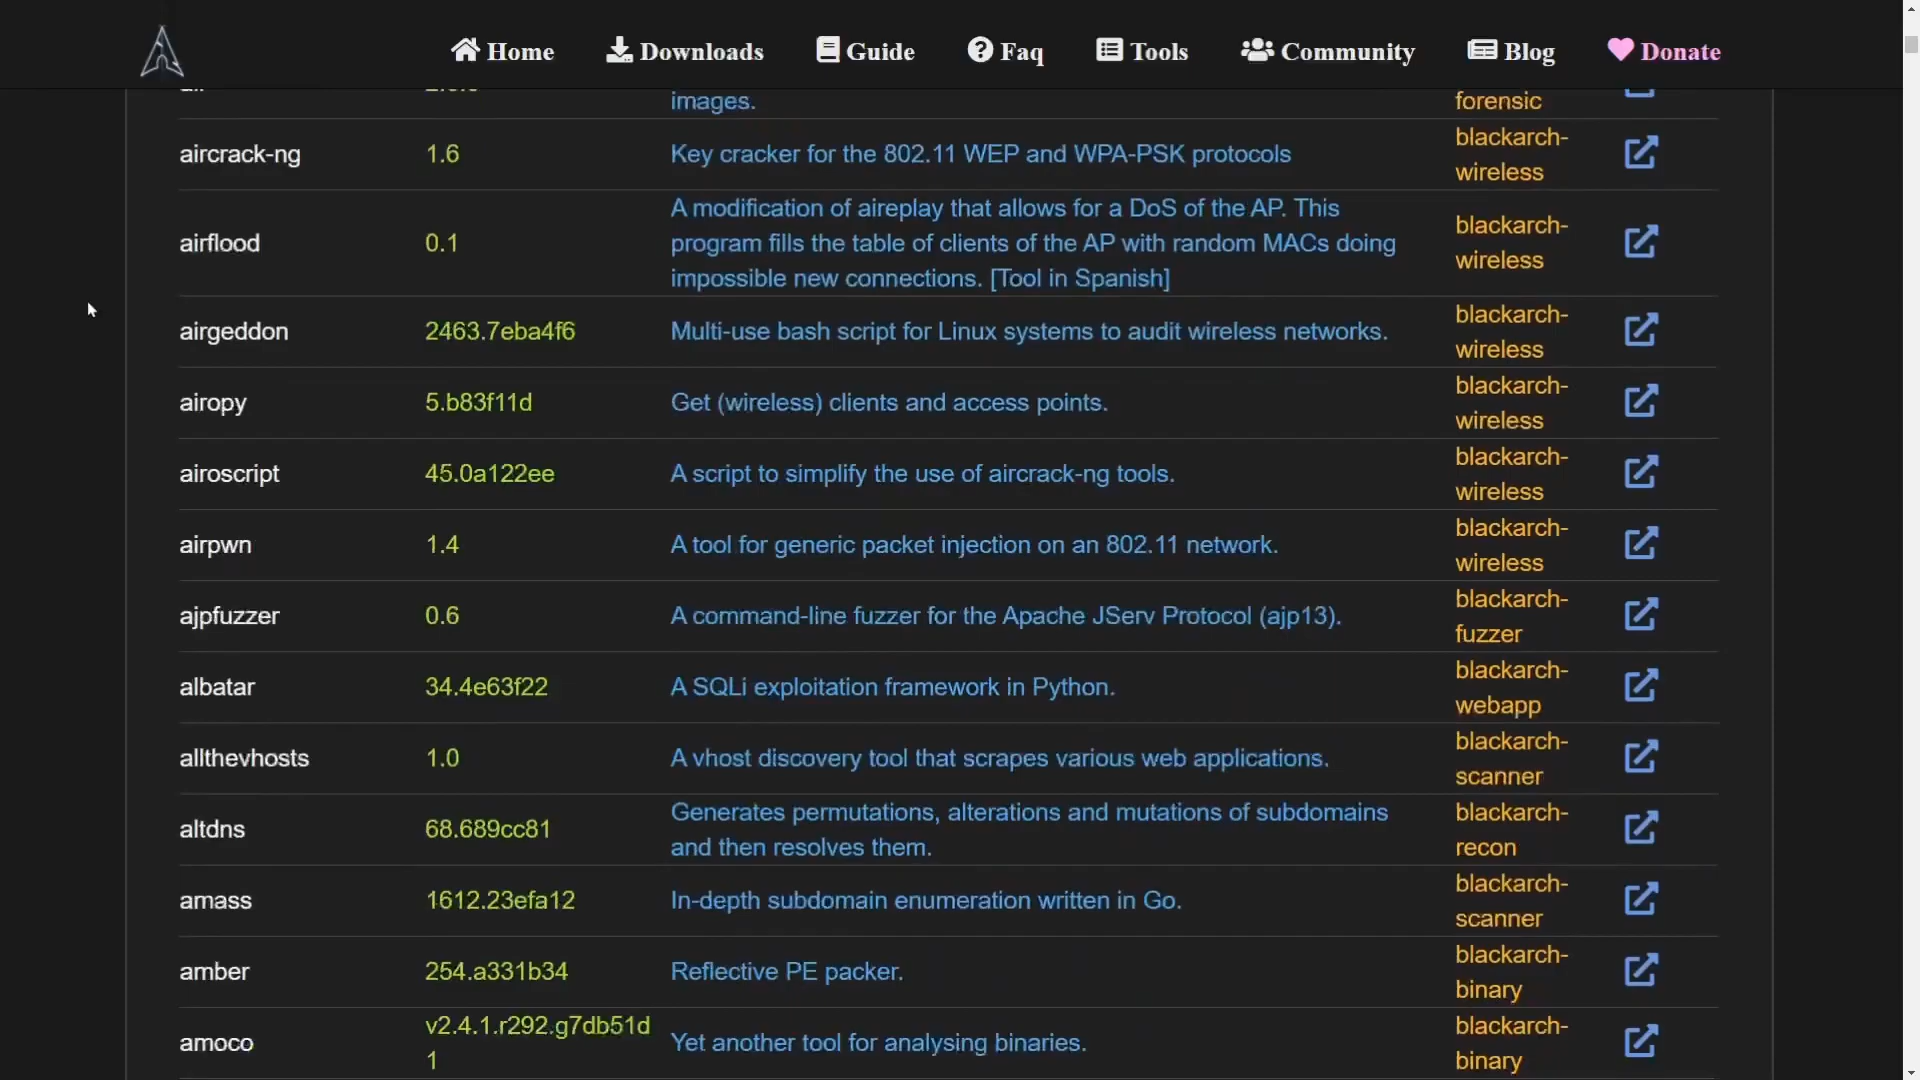 Home Downloads Guide Faq Tools Community Blog Donate
images. forensic
aircrack-ng 1.6 Key cracker for the 802.11 WEP and WPA-PSK protocols blackarch-
wireless
A modification of aireplay that allows for a DoS of the AP. This
airflood 0.1 program fills the table of clients of the AP with random MACs doing blackarch-
wireless
impossible new connections. [Tool in Spanish]
airgeddon 2463.7eba4f6 Multi-use bash script for Linux systems to audit wireless networks. blackarch-
wireless
airopy 5.b83f11d Get (wireless) clients and access points. blackarch-
wireless
airoscript 45.0a122ee A script to simplify the use of aircrack-ng tools. blackarch-
wireless
airpwn 1.4 A tool for generic packet injection on an 802.11 network. blackarch-
wireless
ajpfuzzer 0.6 A command-line fuzzer for the Apache JServ Protocol (ajp13). blackarch-
fuzzer
albatar 34.4e63f22 A SQLi exploitation framework in Python. blackarch-
webapp
allthevhosts 1.0 A vhost discovery tool that scrapes various web applications. blackarch-
scanner
altdns 68.689cc81 Generates permutations, alterations and mutations of subdomains blackarch-
and then resolves them. recon
amass 1612.23efa12 In-depth subdomain enumeration written in Go. blackarch-
scanner
amber 254.a331b34 Reflective PE packer. blackarch-
binary
amoco v2.4.1.r292.g7db51d Yet another tool for analysing binaries. blackarch-
1 binary